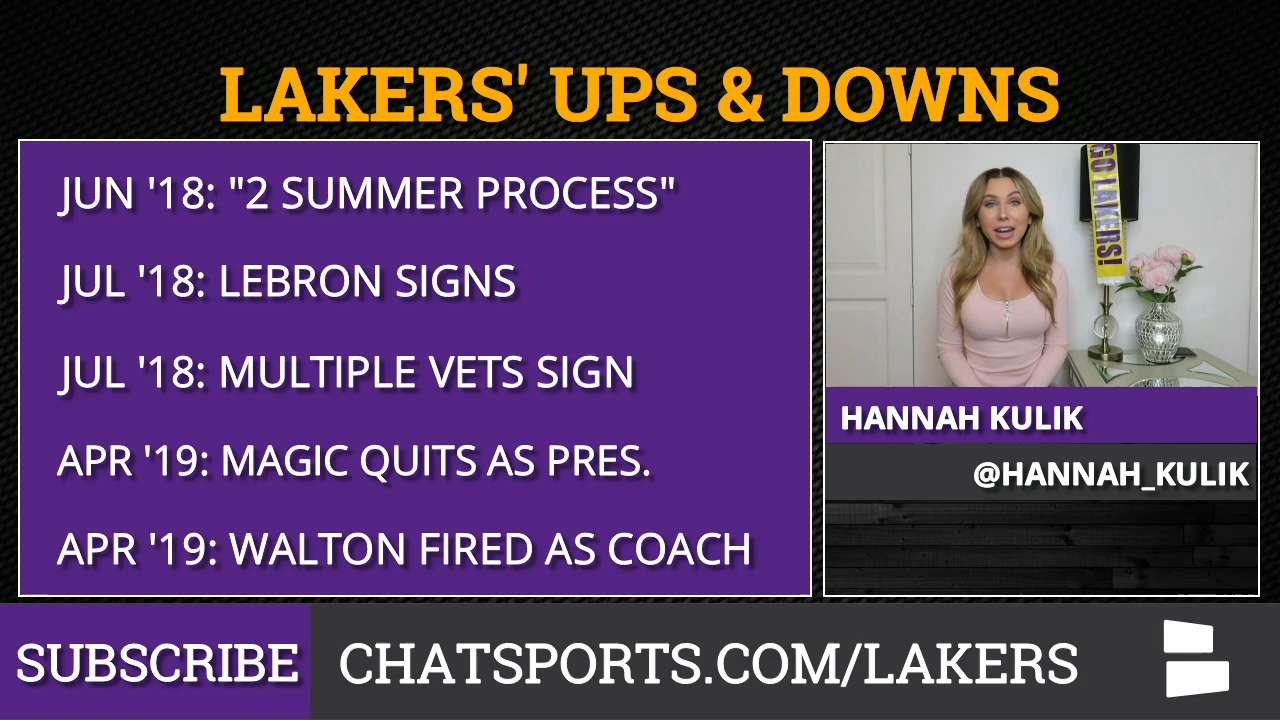 LAKERS' UPS & DOWNS
JUN '18: "2 SUMMER PROCESS"
JUL '18: LEBRON SIGNS
JUL '18: MULTIPLE VETS SIGN
APR '19: MAGIC QUITS AS PRES.
APR '19: WALTON FIRED AS COACH
GO LAKERS!
HANNAH KULIK
@HANNAH_KULIK
SUBSCRIBE
CHATSPORTS.COM/LAKERS